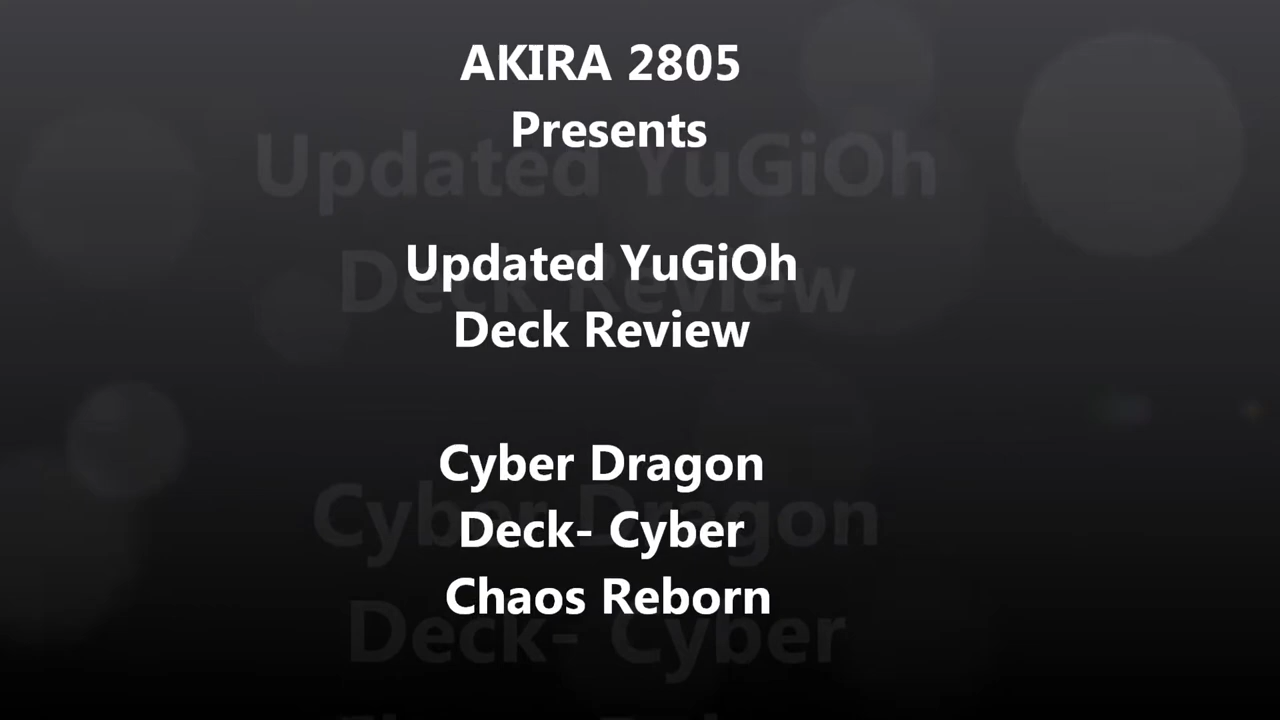 AKIRA 2805
Presents
Updated YuGiOh
Deck Review
Cyber Dragon
Deck- Cyber
Chaos Reborn